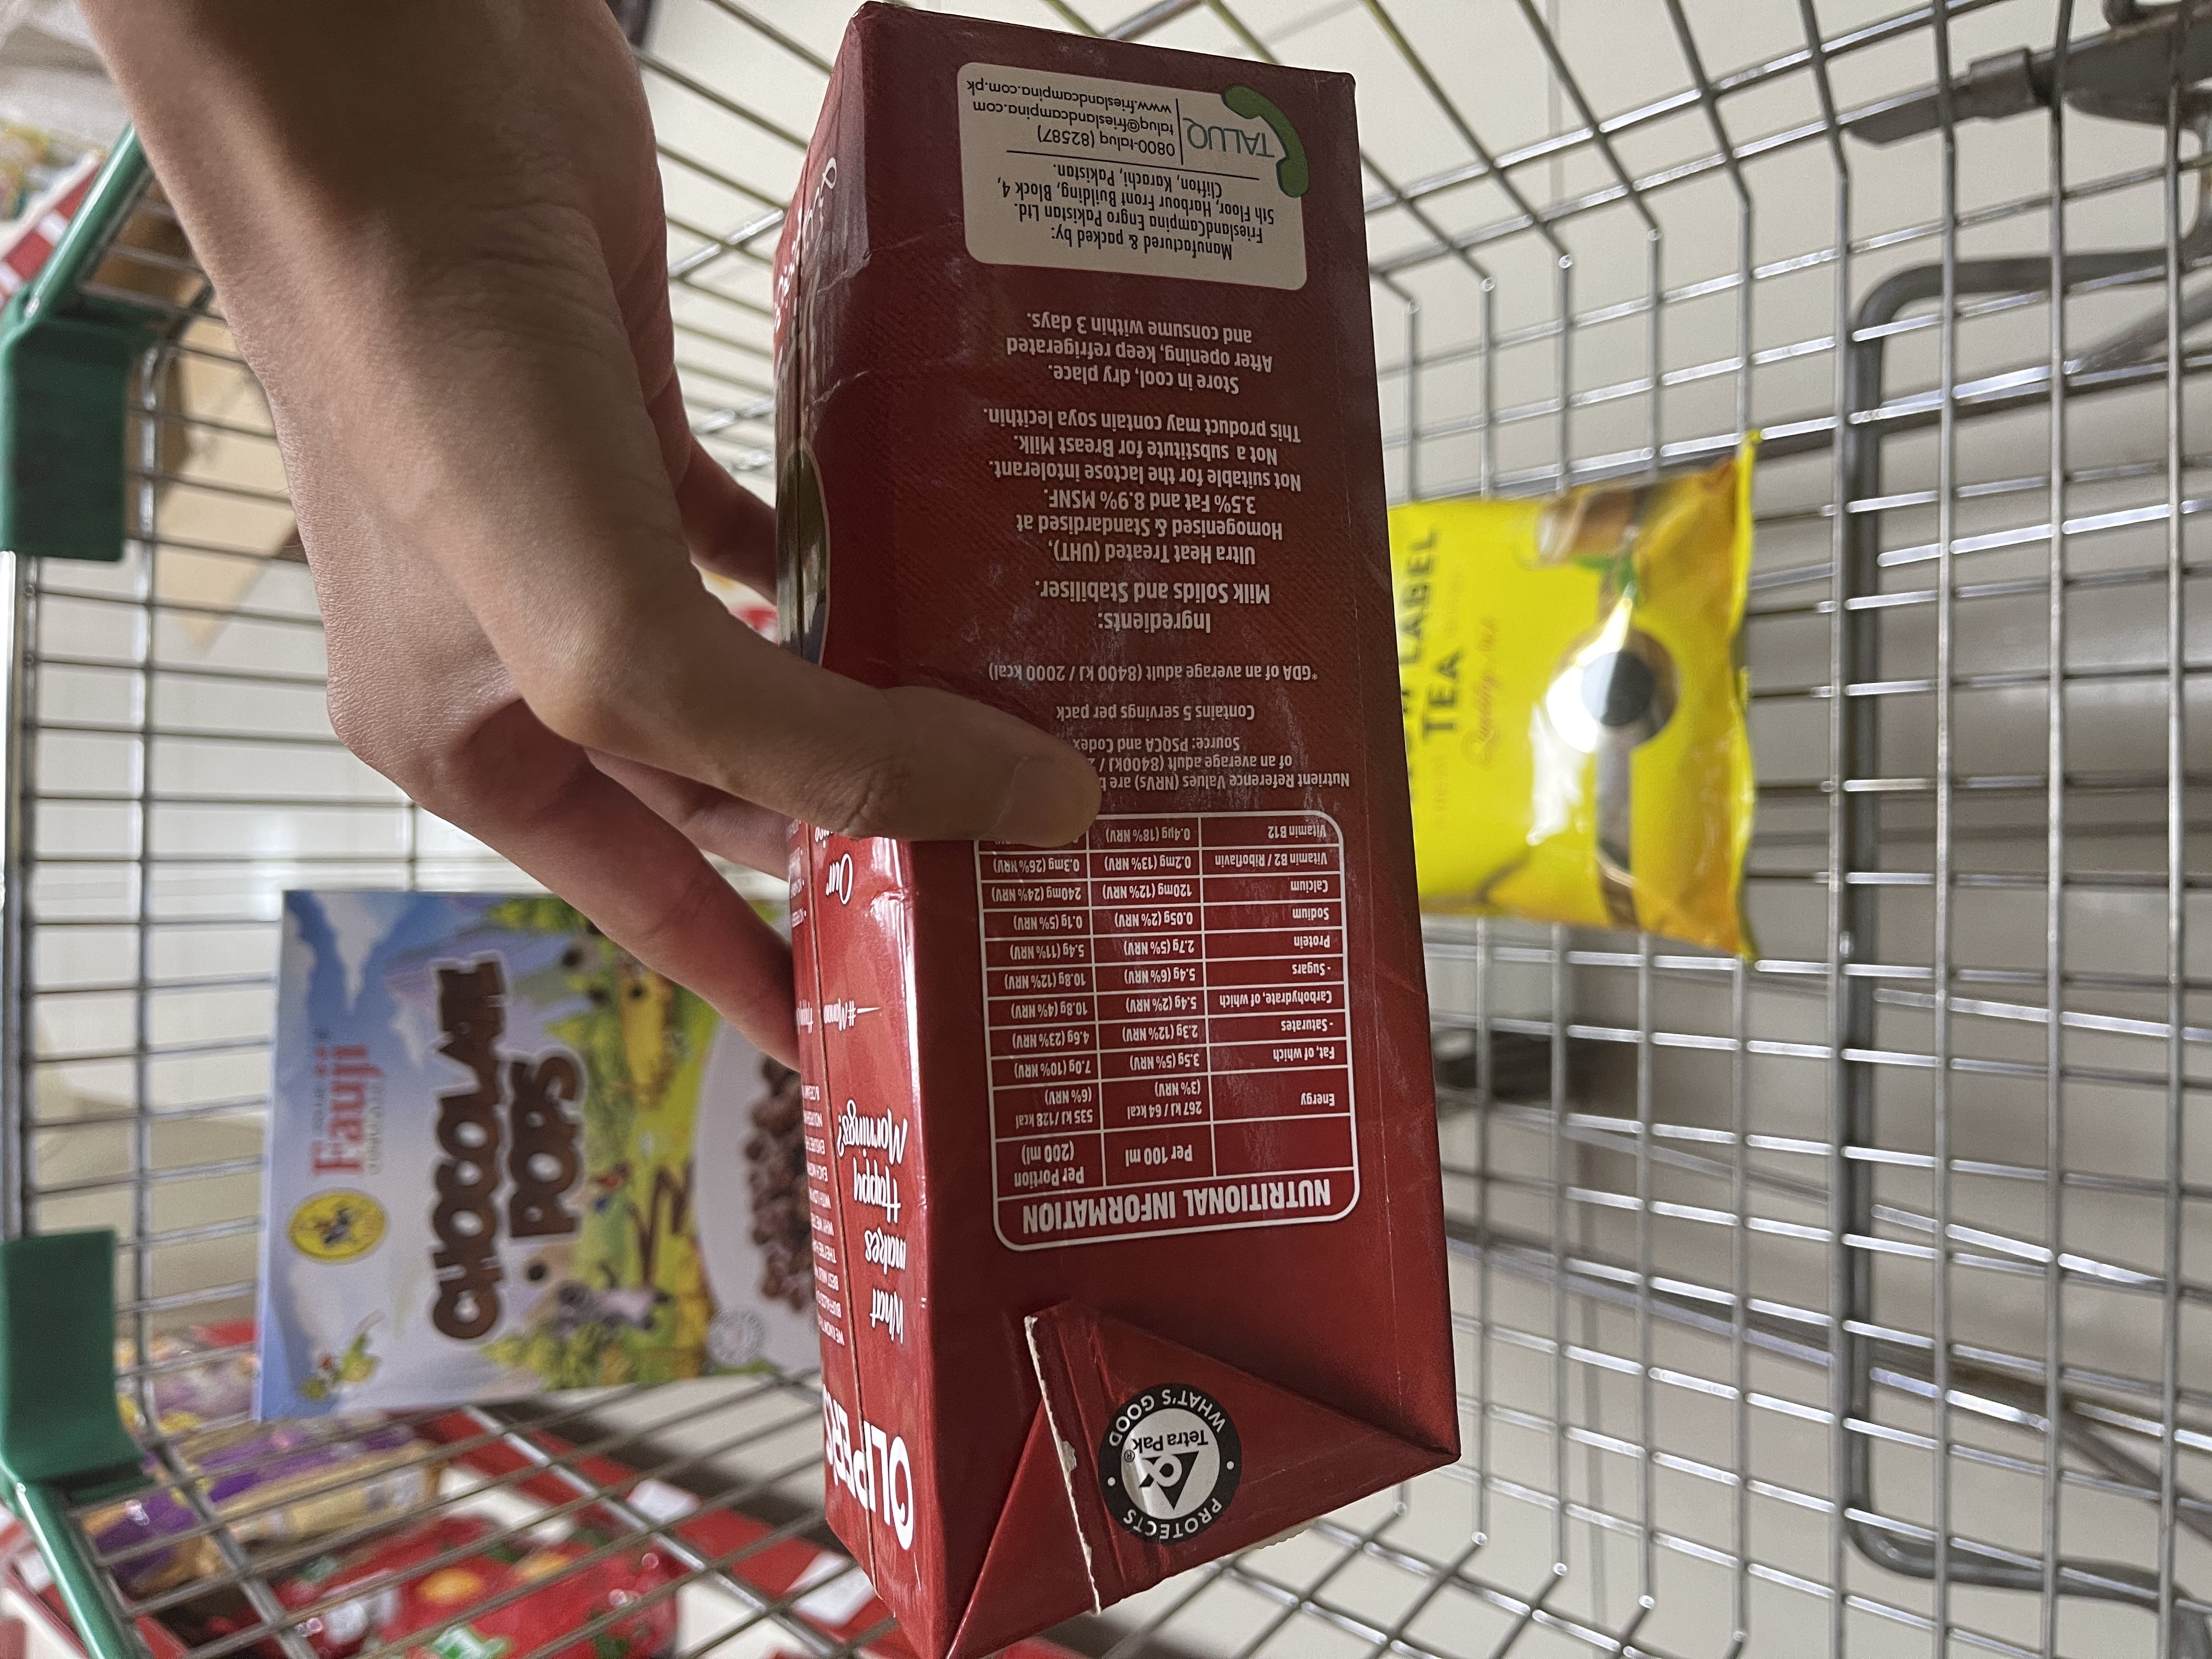 Fauji
CEREALS
CHOCOLATE
POPS
OLPER'S
What
makes
Happy
Mornings?
Our
PROTECTS
Tetra Pak®
WHAT'S GOOD
NUTRITIONAL INFORMATION
Per 100 ml Per Portion (200 ml)
Energy 267 kJ / 64 kcal (3% NRV) 535 kJ / 128 kcal (6% NRV)
Fat, of which 3.5g (5% NRV) 7.0g (10% NRV)
- Saturates 2.3g (12% NRV) 4.6g (23% NRV)
Carbohydrate, of which 5.4g (2% NRV) 10.8g (4% NRV)
- Sugars 5.4g (6% NRV) 10.8g (12% NRV)
Protein 2.7g (5% NRV) 5.4g (11% NRV)
Sodium 0.05g (2% NRV) 0.1g (5% NRV)
Calcium 120mg (12% NRV) 240mg (24% NRV)
Vitamin B2 / Riboflavin 0.2mg (13% NRV) 0.3mg (26% NRV)
Vitamin B12 0.4µg (18% NRV)
Nutrient Reference Values (NRVs) are
of an average adult (8400kJ /
Source: PSQCA and Codex
Contains 5 servings per pack
*GDA of an average adult (8400 kJ / 2000 kcal)
Ingredients:
Milk Solids and Stabiliser.
Ultra Heat Treated (UHT).
Homogenised & Standardised at
3.5% Fat and 8.9% MSNF.
Not suitable for the lactose intolerant.
Not a substitute for Breast Milk.
This product may contain soya lecithin.
Store in cool, dry place.
After opening, keep refrigerated
and consume within 3 days.
Manufactured & packed by:
FrieslandCampina Engro Pakistan Ltd.
5th Floor, Harbour Front Building, Block 4,
Clifton, Karachi, Pakistan.
TALUQ
0800-taluq (82587)
taluq@frieslandcampina.com
www.frieslandcampina.com.pk
LABEL
TEA
Quality No.1